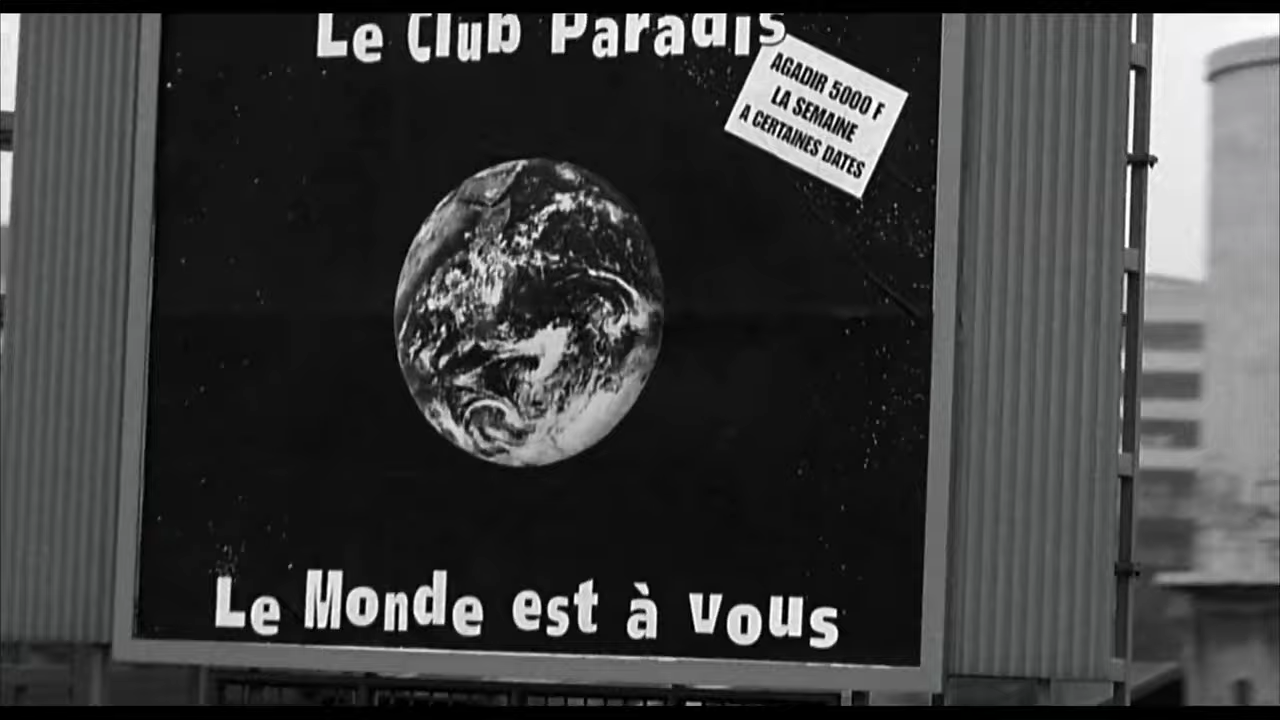 Le Club Paradis
AGADIR 5000 F
LA SEMAINE
A CERTAINES DATES
Le Monde est à vous